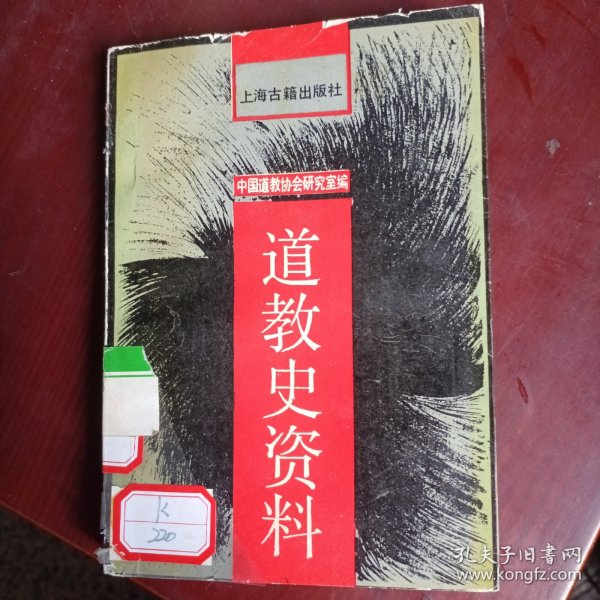 上海古籍出版社
中国道教协会研究室编
道教史资料
K
220
孔夫子旧书网
www.kongfz.com